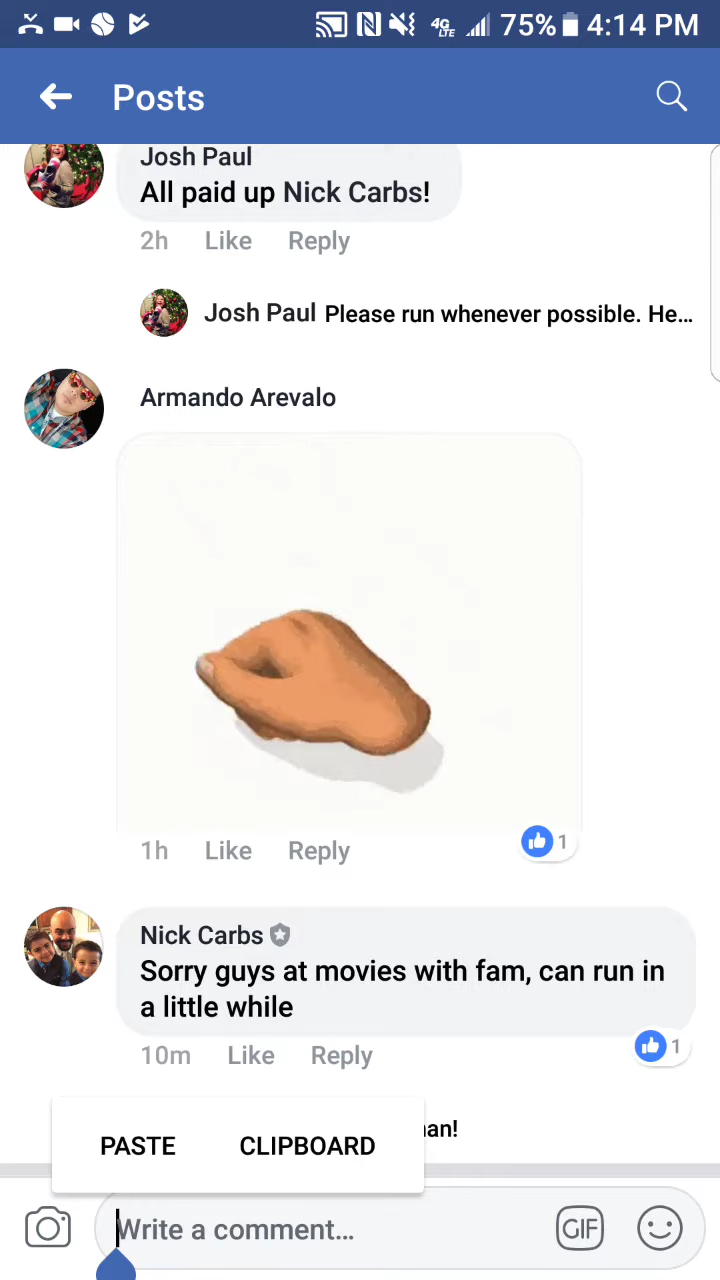 4G LTE 75% 4:14 PM
Posts
Josh Paul
All paid up Nick Carbs!
2h Like Reply
Josh Paul Please run whenever possible. He...
Armando Arevalo
1h Like Reply 1
Nick Carbs
Sorry guys at movies with fam, can run in
a little while
10m Like Reply 1
an!
PASTE CLIPBOARD
Write a comment...
GIF